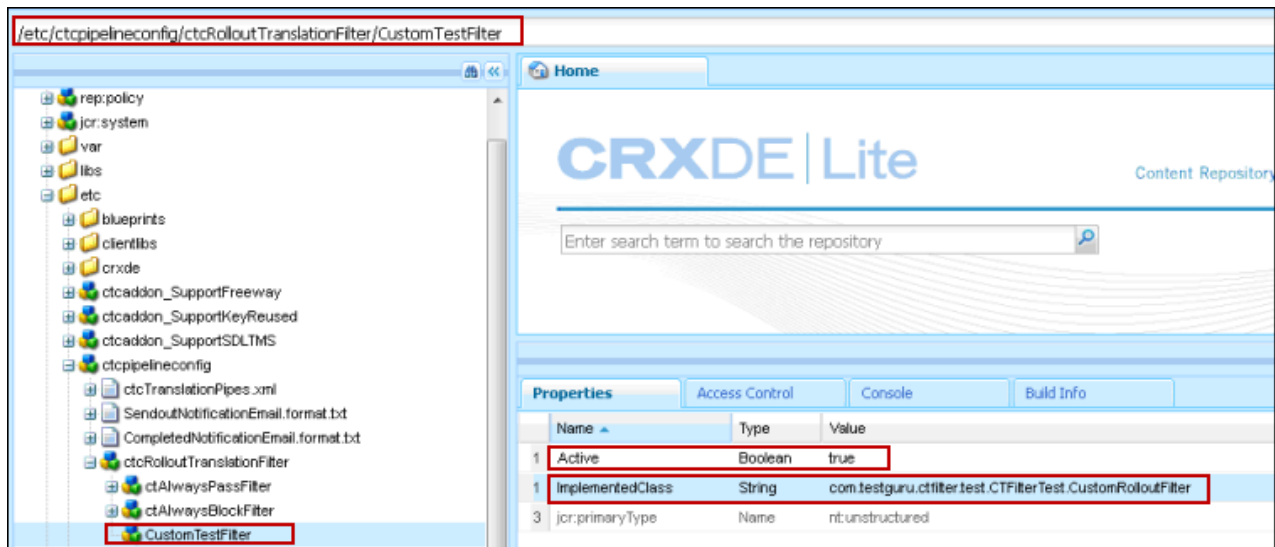 /etc/ctcpipelineconfig/ctcRolloutTranslationFilter/CustomTestFilter
Home
rep:policy
jcr:system
var
libs
etc
blueprints
clientlibs
crxde
ctcaddon_SupportFreeway
ctcaddon_SupportKeyReused
ctcaddon_SupportSDLTMS
ctcpipelineconfig
ctcTranslationPipes.xml
SendoutNotificationEmail.format.txt
CompletedNotificationEmail.format.txt
ctcRolloutTranslationFilter
ctAlwaysPassFilter
ctAlwaysBlockFilter
CustomTestFilter
CRXDE | Lite
Content Repository
Enter search term to search the repository
Properties Access Control Console Build Info
Name Type Value
1 Active Boolean true
1 ImplementedClass String com.testguru.ctfilter.test.CTFilterTest.CustomRolloutFilter
3 jcr:primaryType Name nt:unstructured